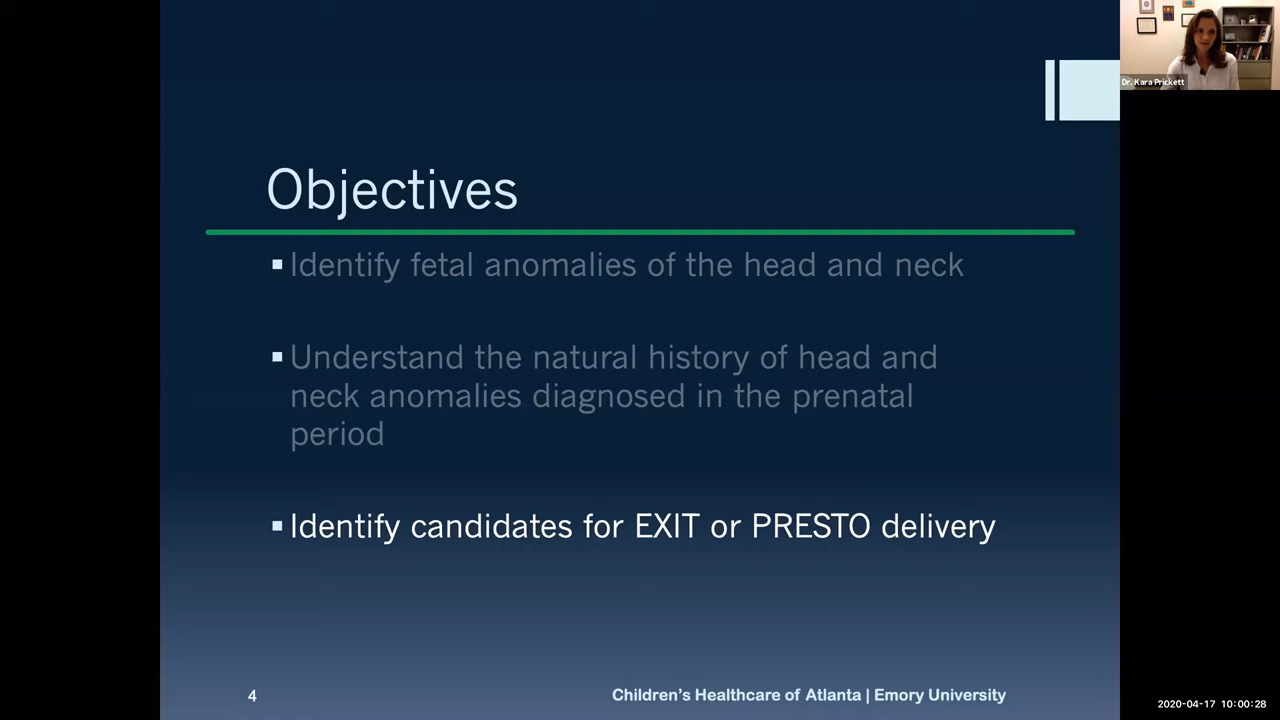 Dr. Kara Prickett
Objectives
Identify fetal anomalies of the head and neck
Understand the natural history of head and
neck anomalies diagnosed in the prenatal
period
Identify candidates for EXIT or PRESTO delivery
4
Children's Healthcare of Atlanta | Emory University
2020-04-17 10:00:28